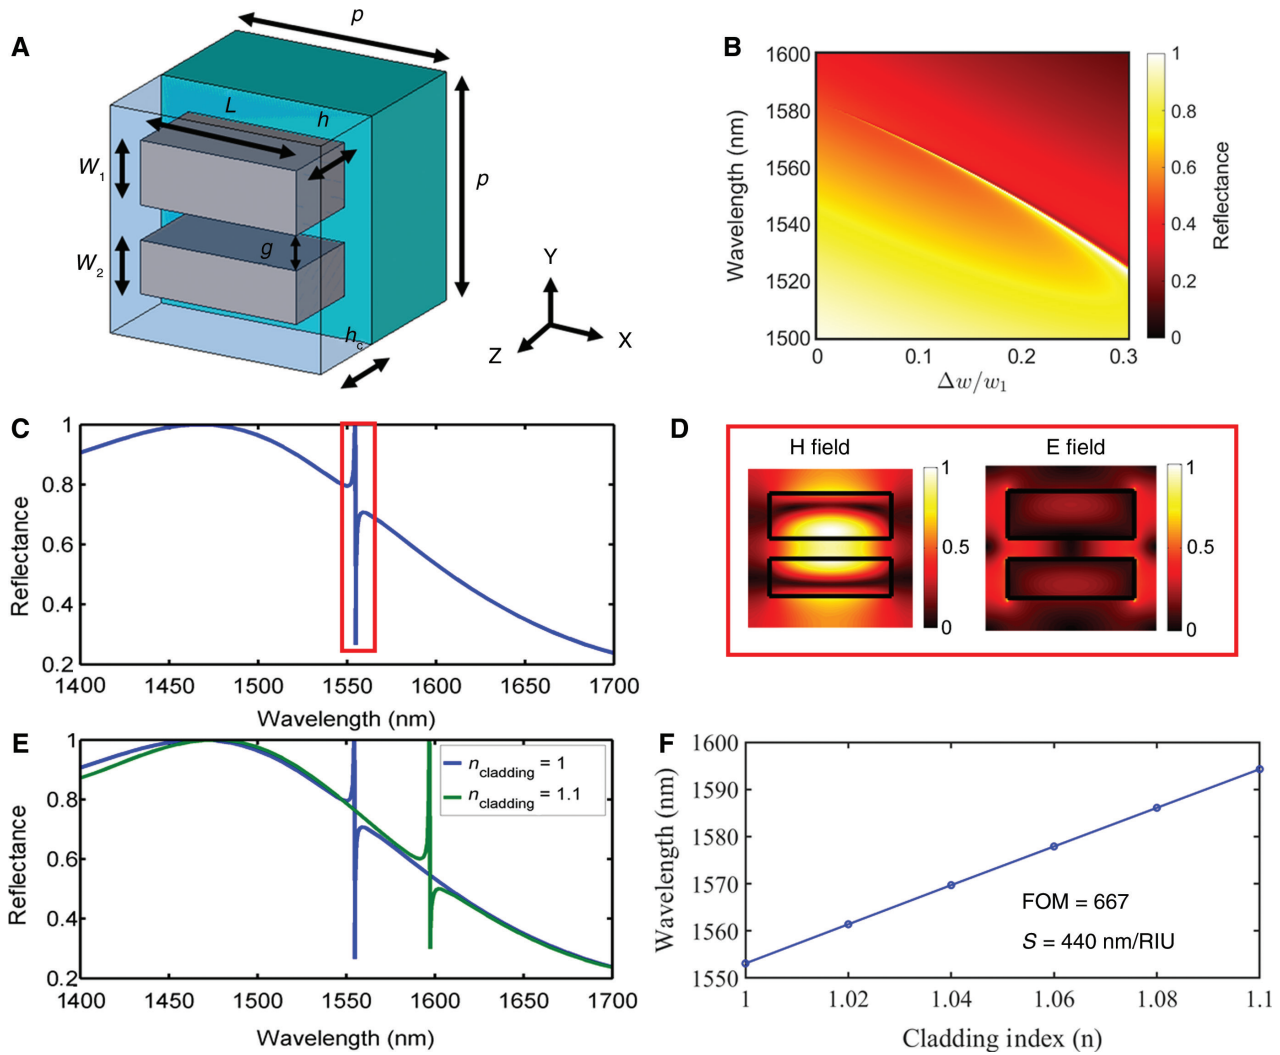 A
p
L
h
W1
p
g
W2
hc
Y
Z
X
B
1600
1580
1560
1540
1520
1500
Wavelength (nm)
0
0.1
0.2
0.3
Δw/w1
1
0.8
0.6
0.4
0.2
0
Reflectance
C
1
0.8
0.6
0.4
0.2
Reflectance
1400
1450
1500
1550
1600
1650
1700
Wavelength (nm)
D
H field
1
0.5
0
E field
1
0.5
0
E
1
0.8
0.6
0.4
0.2
Reflectance
ncladding = 1
ncladding = 1.1
1400
1450
1500
1550
1600
1650
1700
Wavelength (nm)
F
1600
1590
1580
1570
1560
1550
Wavelength (nm)
FOM = 667
S = 440 nm/RIU
1
1.02
1.04
1.06
1.08
1.1
Cladding index (n)